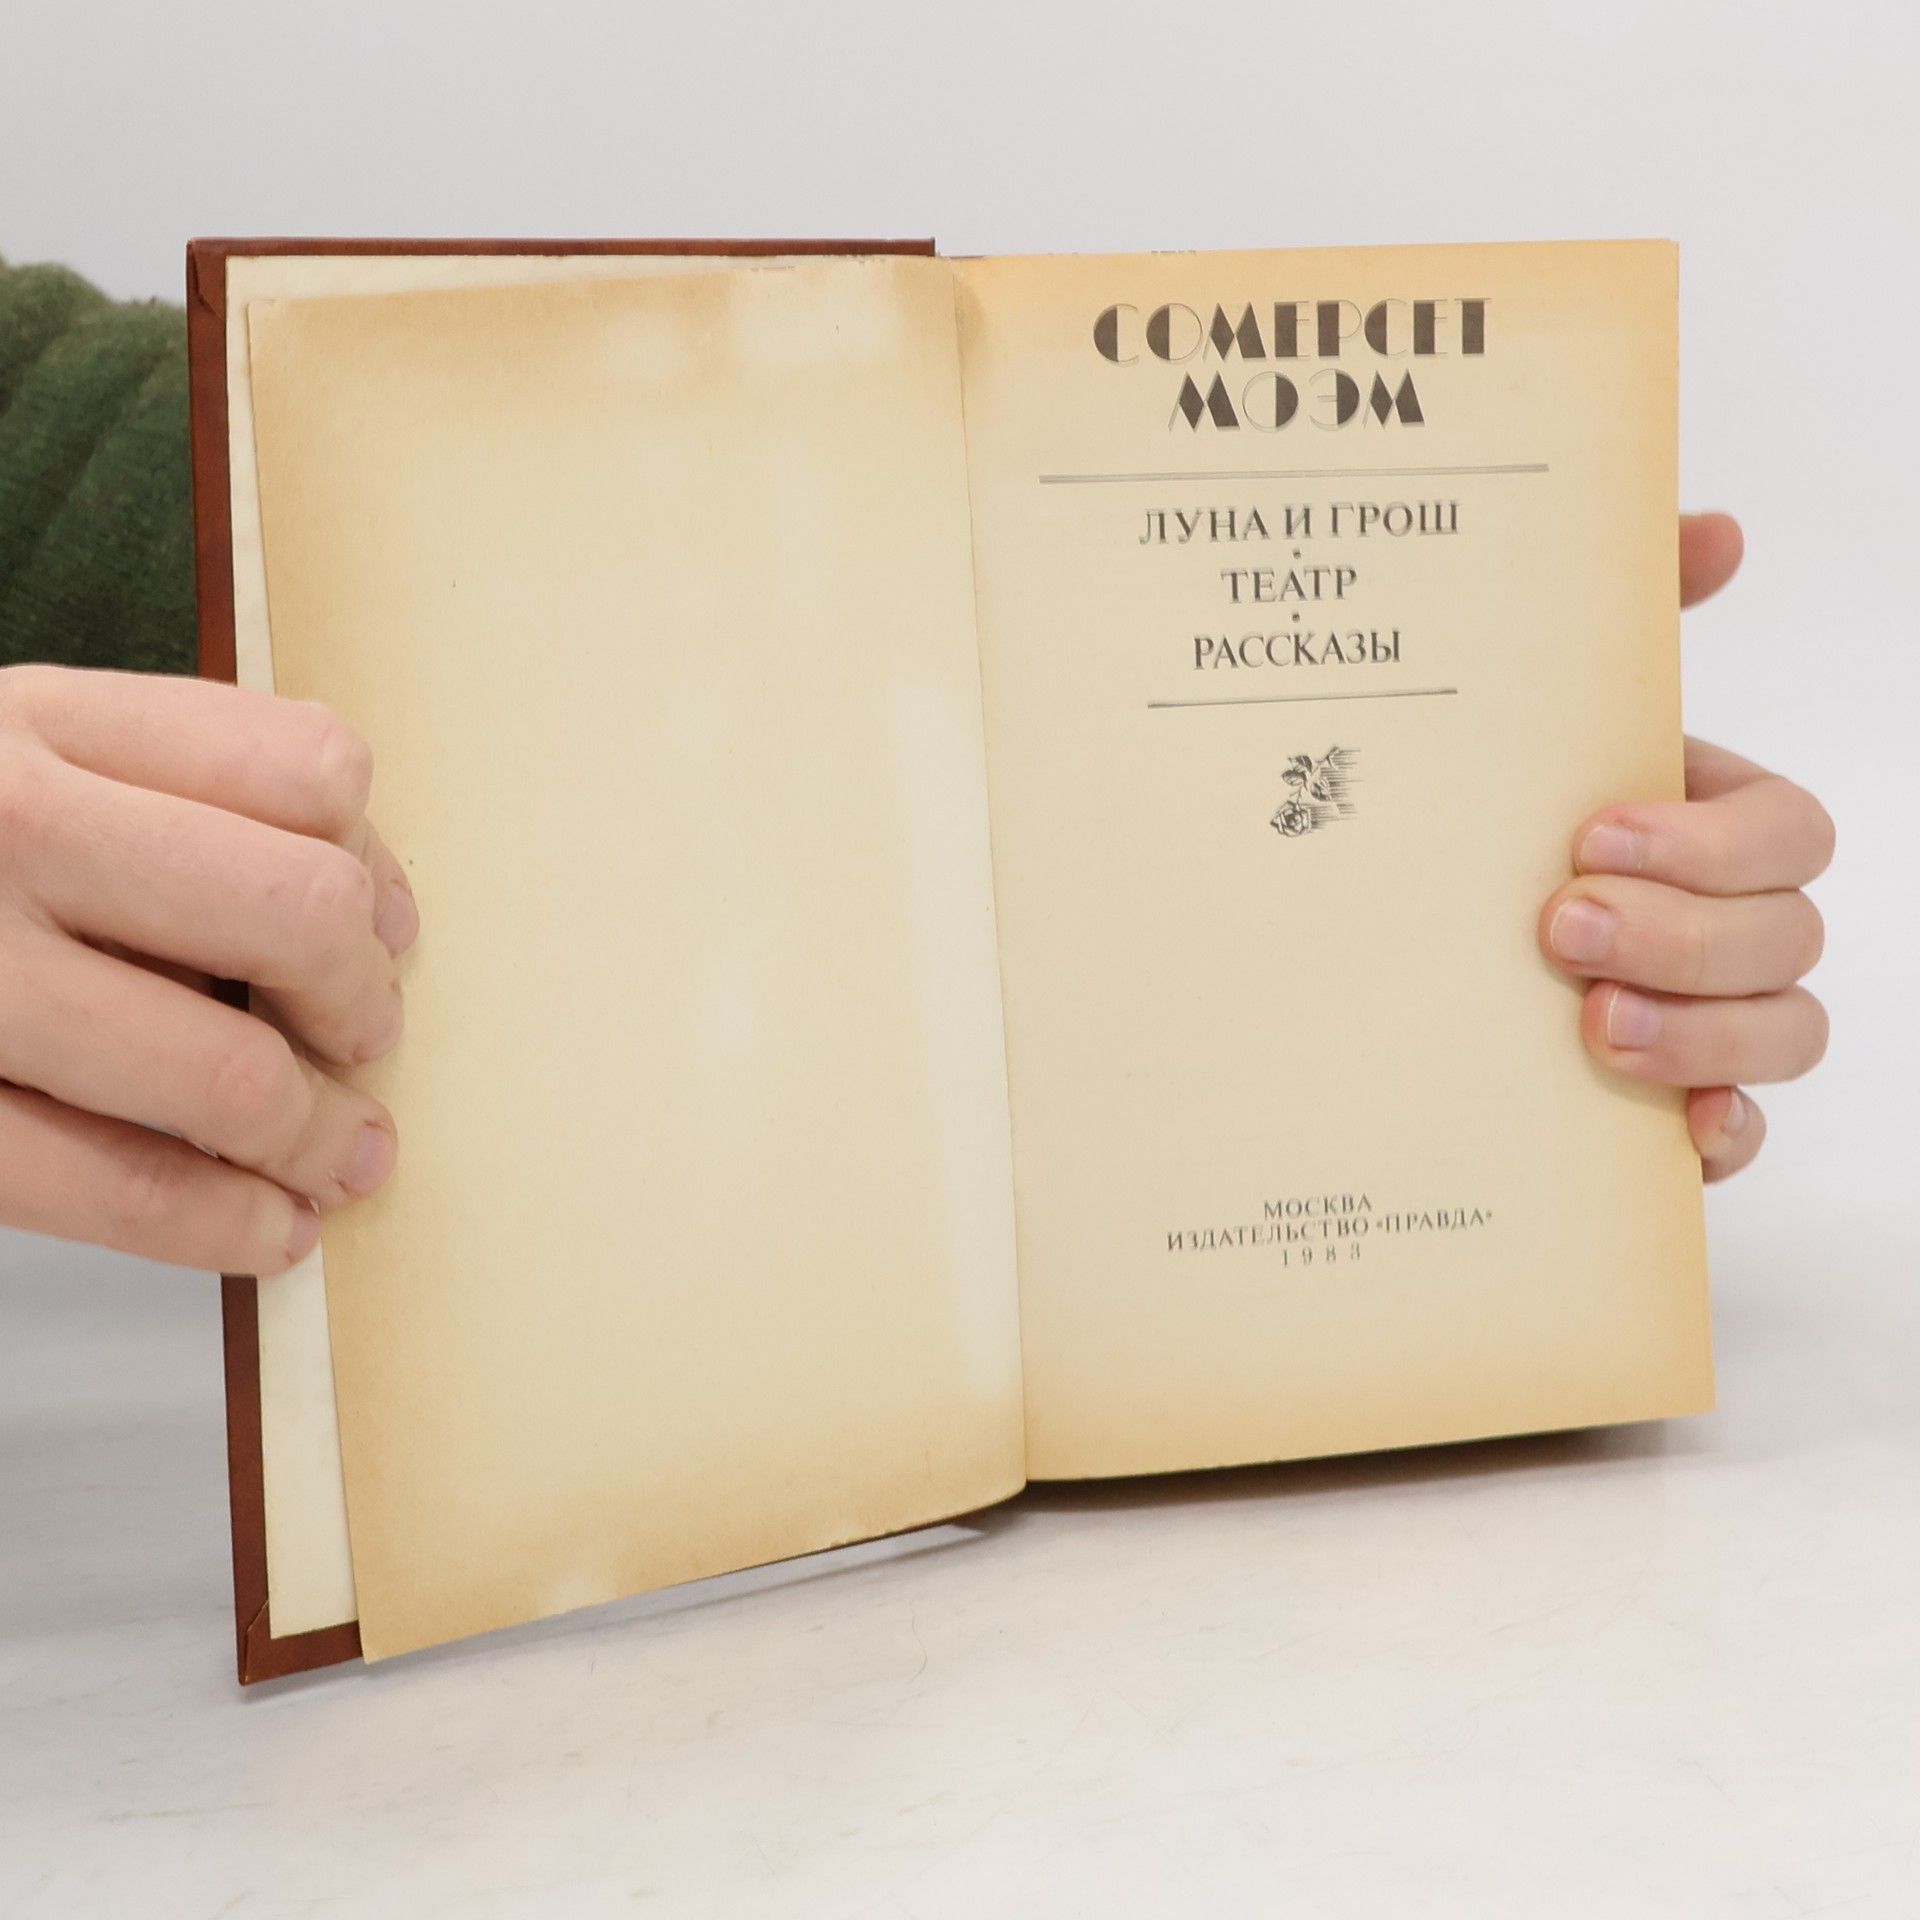 СОМЕРСЕТ
МОЭМ
ЛУНА И ГРОШ
•
ТЕАТР
•
РАССКАЗЫ
МОСКВА
ИЗДАТЕЛЬСТВО «ПРАВДА»
1983